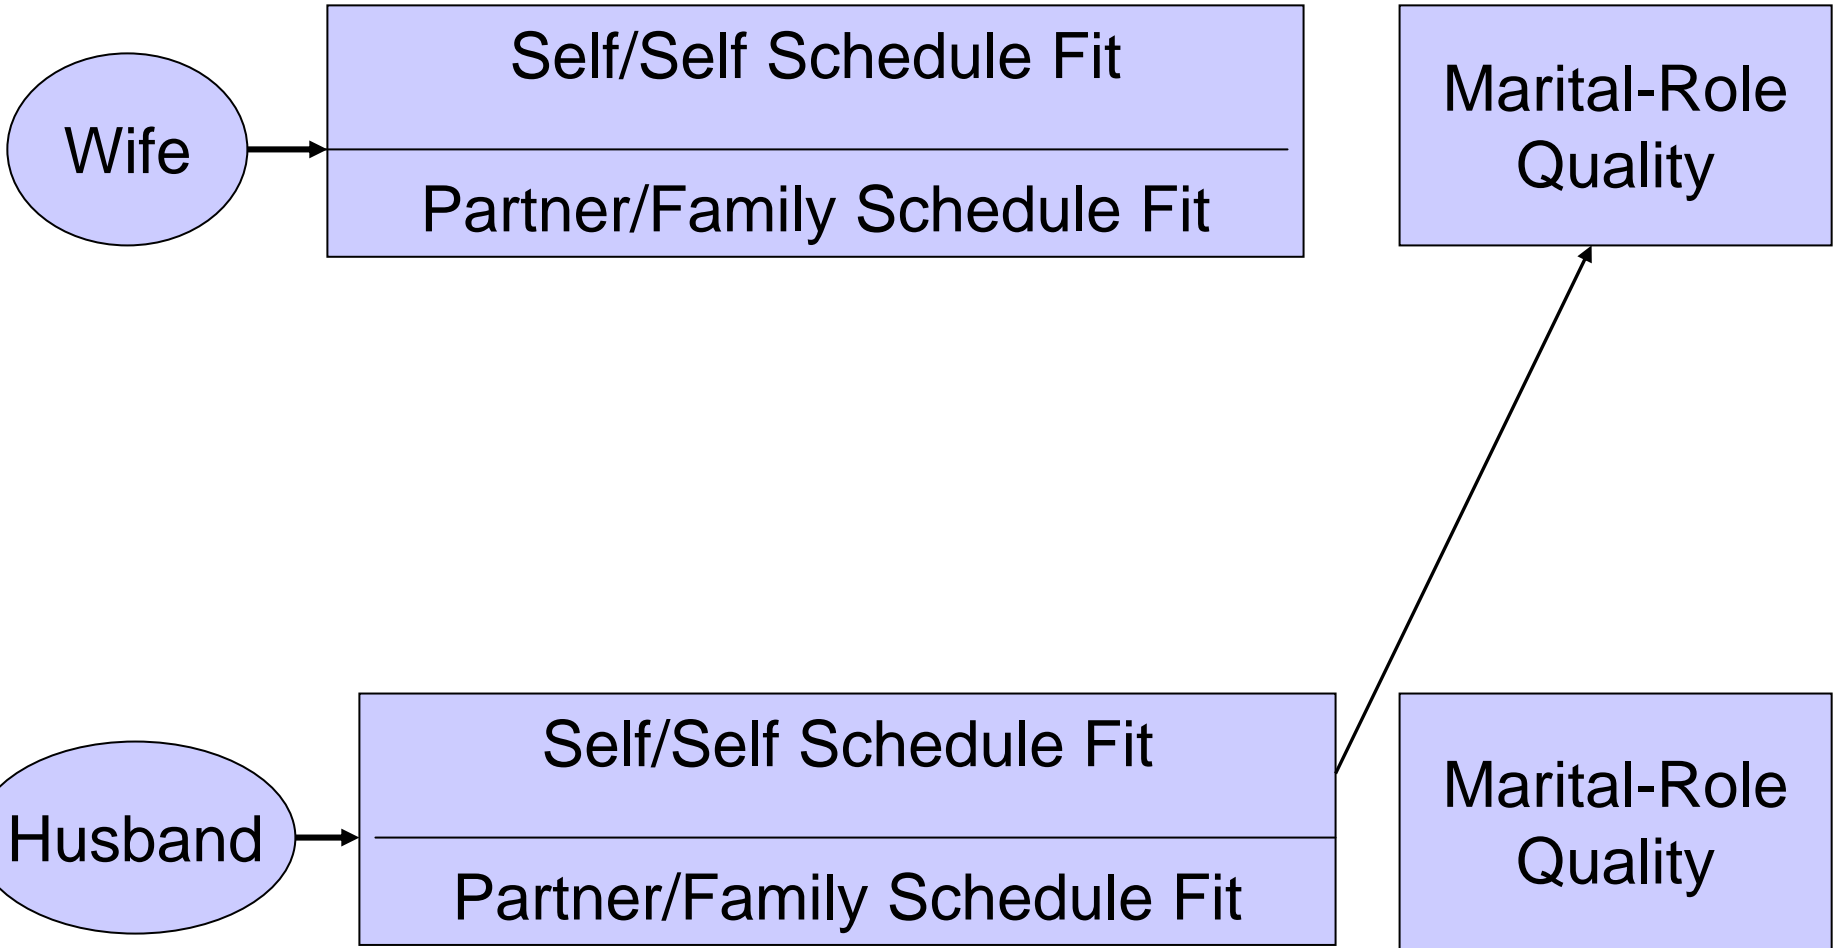 Self/Self Schedule Fit
Wife
Partner/Family Schedule Fit
Marital-Role
Quality
Self/Self Schedule Fit
Husband
Partner/Family Schedule Fit
Marital-Role
Quality